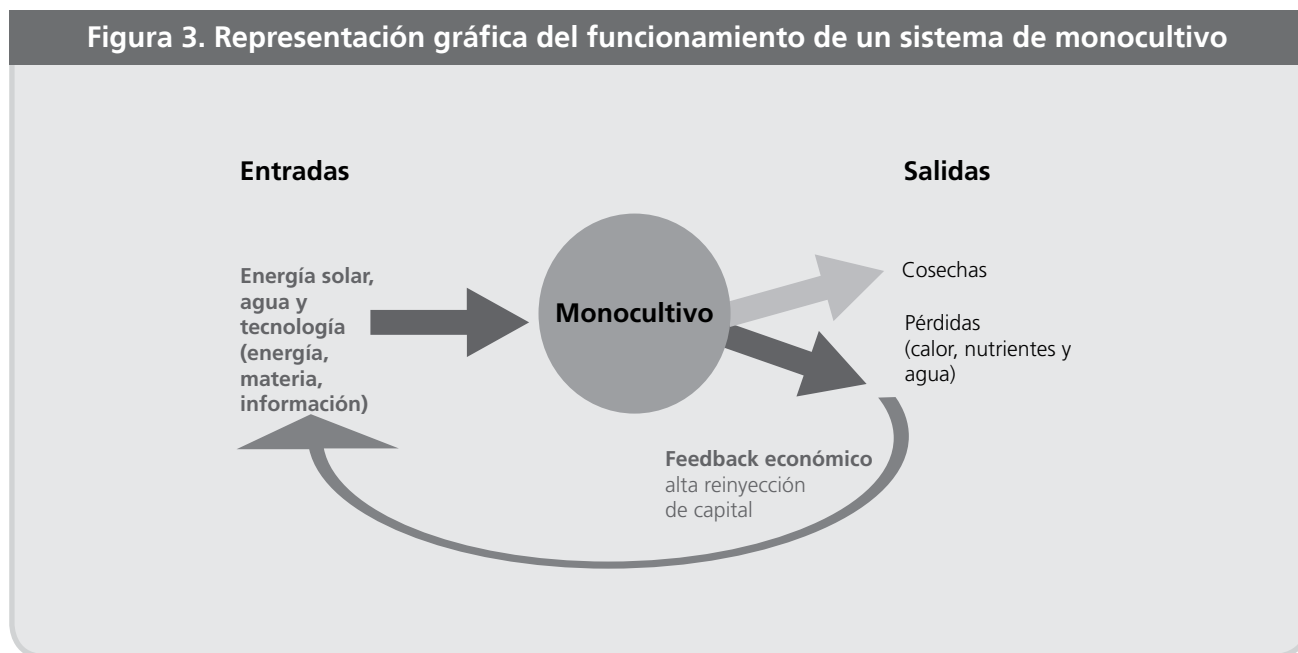 Figura 3. Representación gráfica del funcionamiento de un sistema de monocultivo
Entradas
Salidas
Energía solar,
agua y
tecnología
(energía,
materia,
información)
Monocultivo
Cosechas
Pérdidas
(calor, nutrientes y
agua)
Feedback económico
alta reinyección
de capital